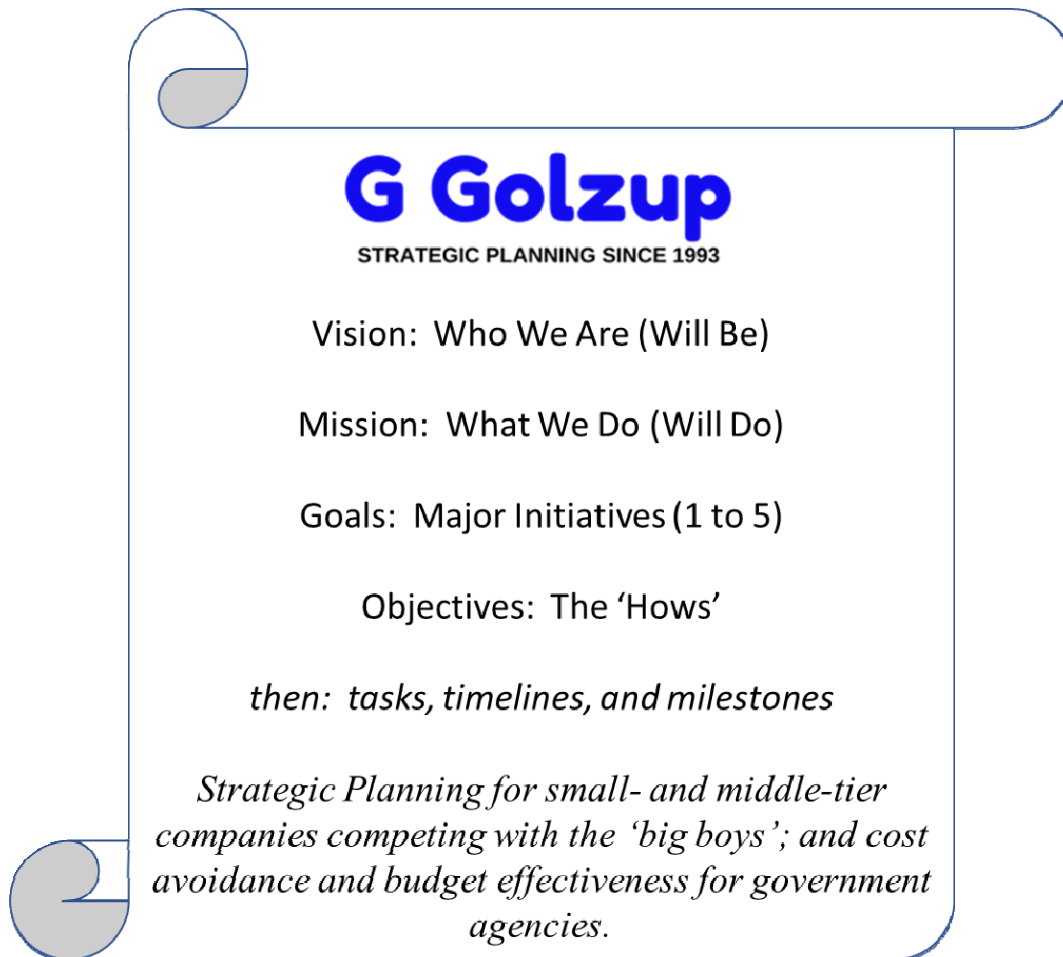 G Golzup
STRATEGIC PLANNING SINCE 1993
Vision:  Who We Are (Will Be)
Mission:  What We Do (Will Do)
Goals:  Major Initiatives (1 to 5)
Objectives:  The ‘Hows’
then:  tasks, timelines, and milestones
Strategic Planning for small- and middle-tier
companies competing with the ‘big boys’; and cost
avoidance and budget effectiveness for government
agencies.